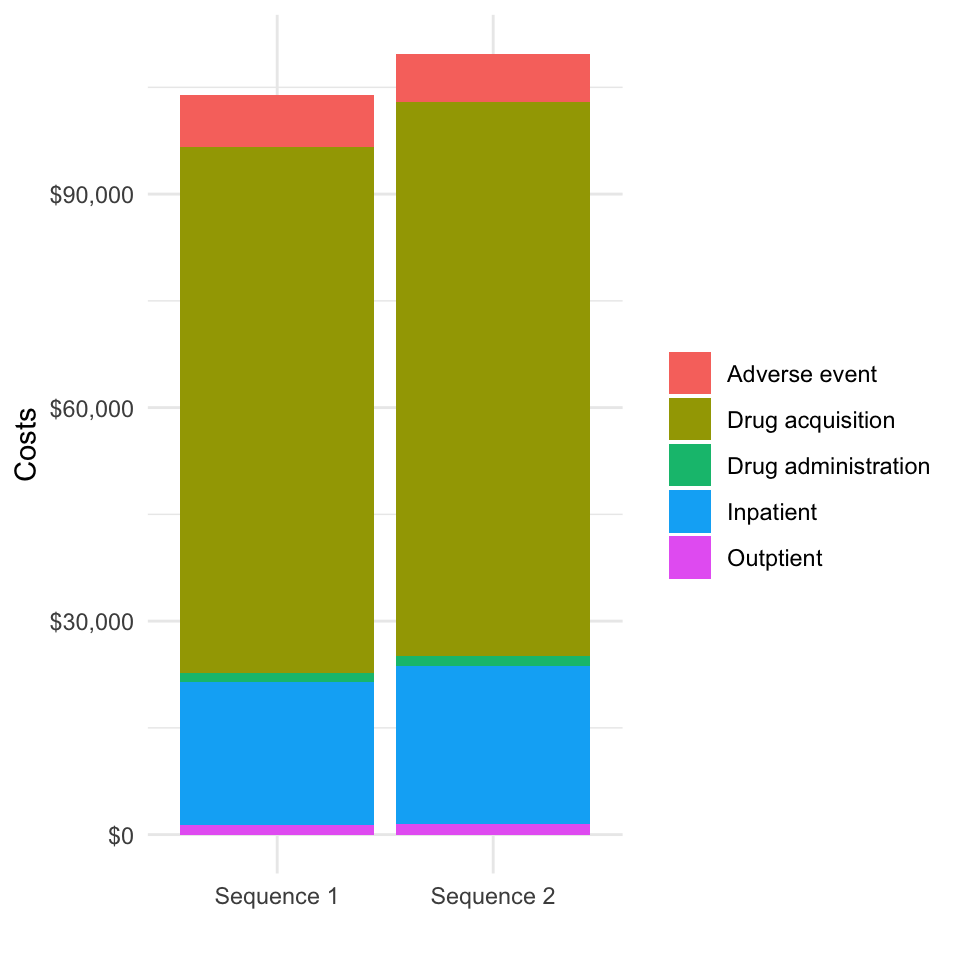 Costs
$90,000
$60,000
$30,000
$0
Sequence 1
Sequence 2
Adverse event
Drug acquisition
Drug administration
Inpatient
Outptient